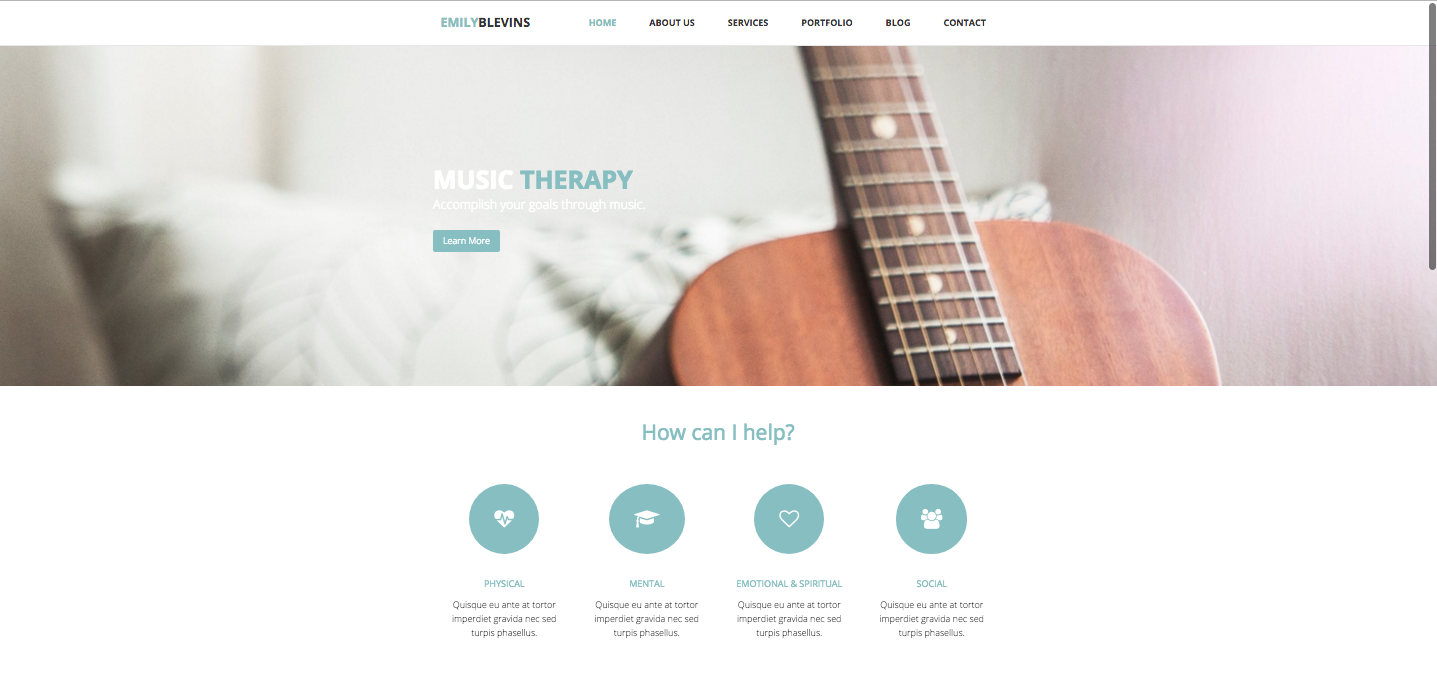 EMILYBLEVINS
HOME ABOUT US SERVICES PORTFOLIO BLOG CONTACT
MUSIC THERAPY
Accomplish your goals through music.
Learn More
How can I help?
PHYSICAL
Quisque eu ante at tortor
imperdiet gravida nec sed
turpis phasellus.
MENTAL
Quisque eu ante at tortor
imperdiet gravida nec sed
turpis phasellus.
EMOTIONAL & SPIRITUAL
Quisque eu ante at tortor
imperdiet gravida nec sed
turpis phasellus.
SOCIAL
Quisque eu ante at tortor
imperdiet gravida nec sed
turpis phasellus.